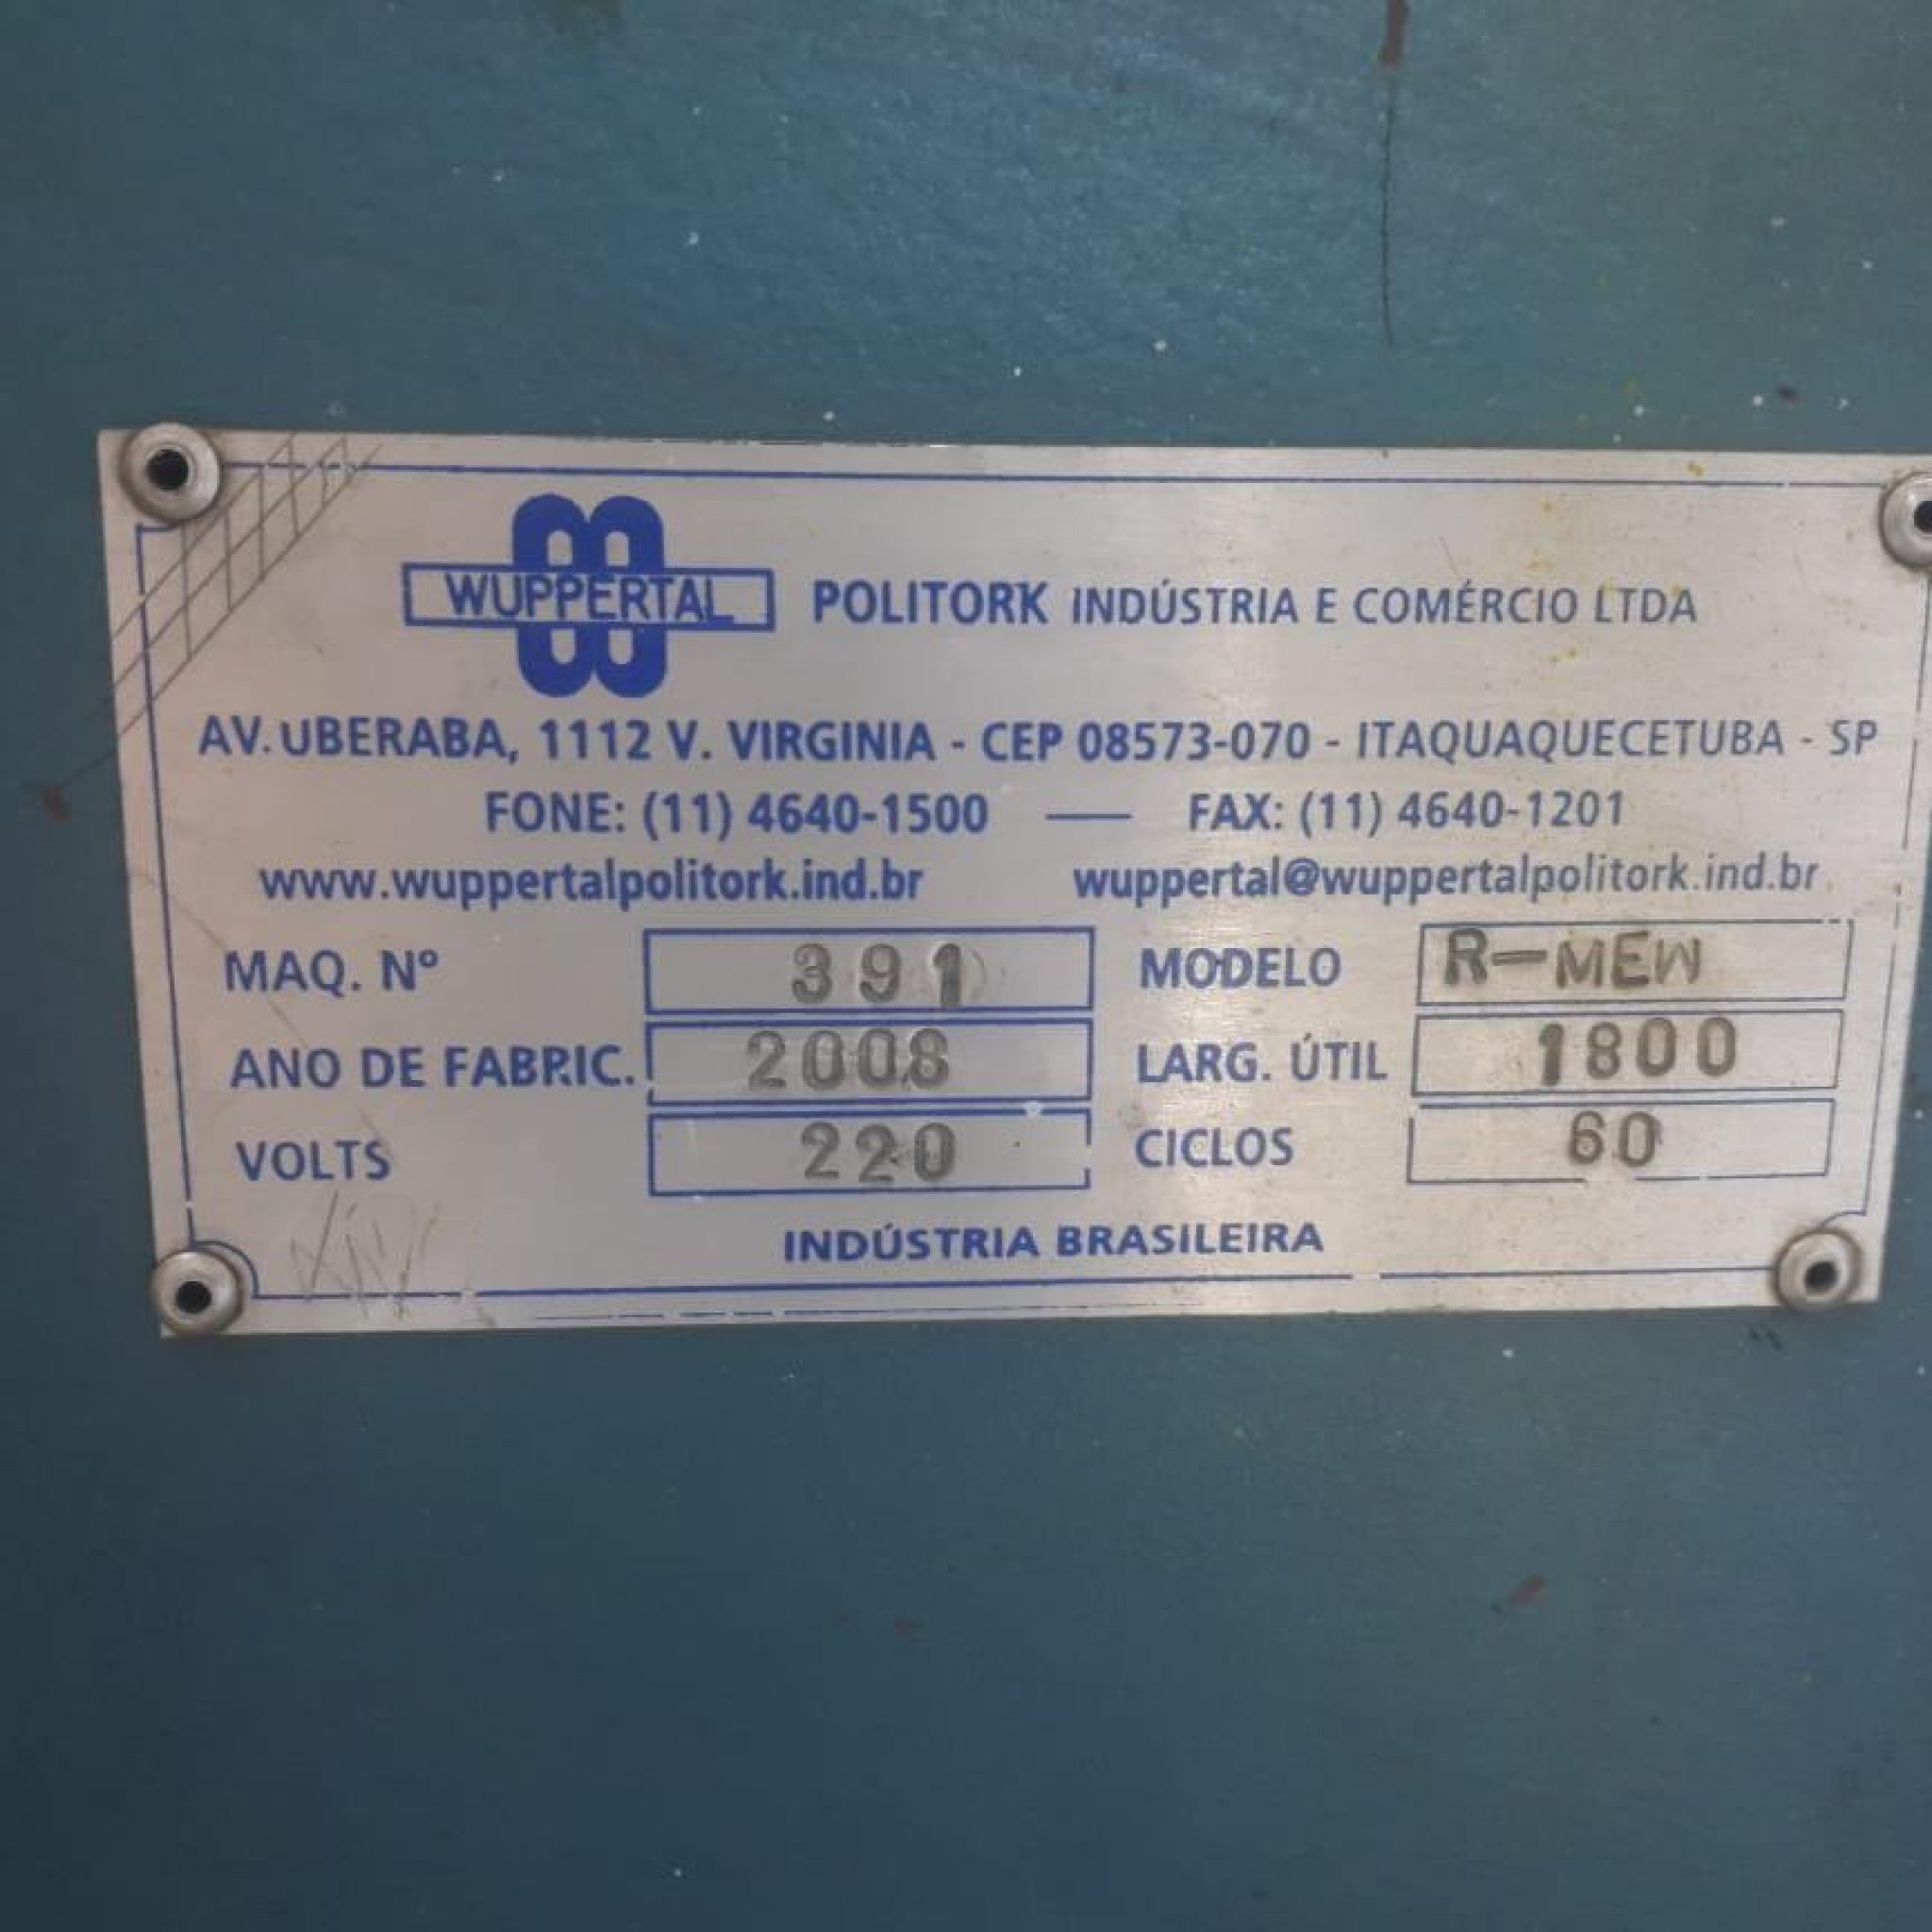 WUPPERTAL POLITORK INDÚSTRIA E COMÉRCIO LTDA
AV. UBERABA, 1112 V. VIRGINIA - CEP 08573-070 - ITAQUAQUECETUBA - SP
FONE: (11) 4640-1500 — FAX: (11) 4640-1201
www.wuppertalpolitork.ind.br wuppertal@wuppertalpolitork.ind.br
MAQ. Nº 391 MODELO R-MEW
ANO DE FABRIC. 2008 LARG. ÚTIL 1800
VOLTS 220 CICLOS 60
INDÚSTRIA BRASILEIRA